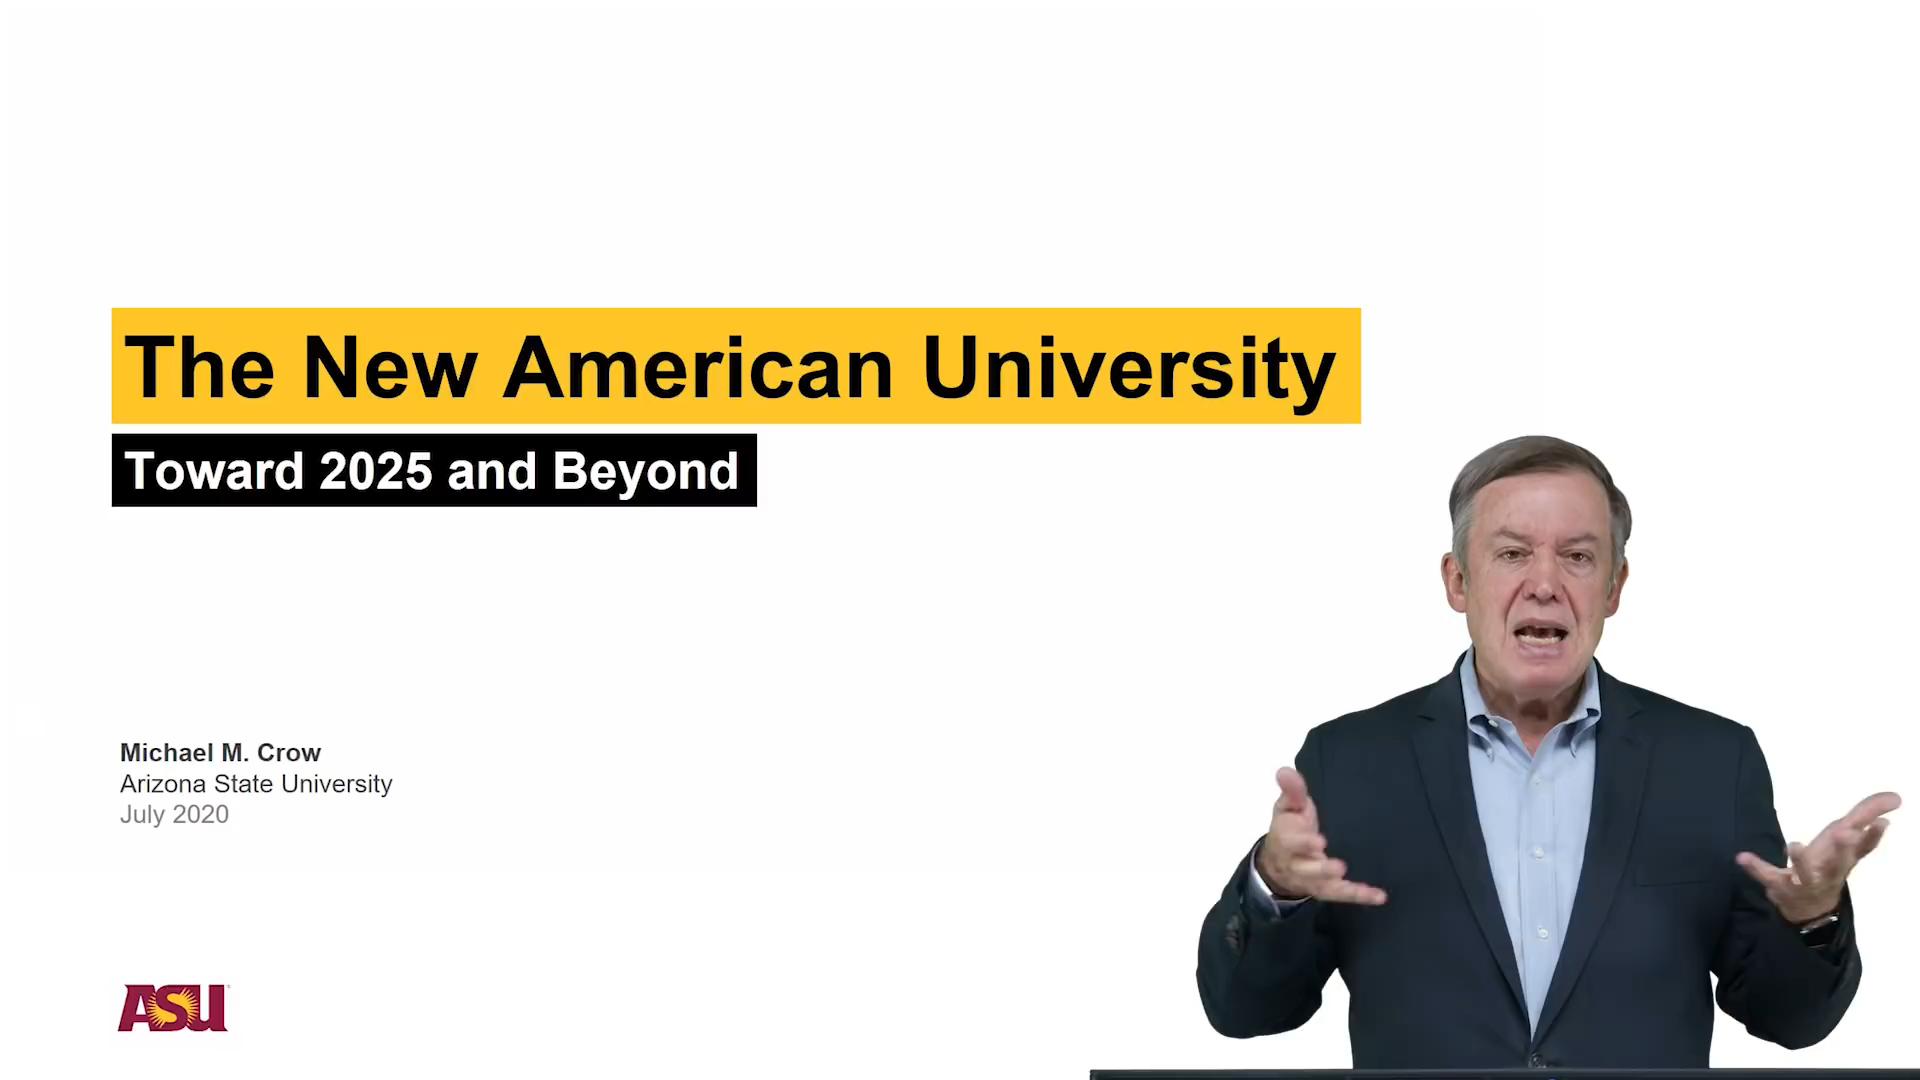 The New American University
Toward 2025 and Beyond
Michael M. Crow
Arizona State University
July 2020
ASU